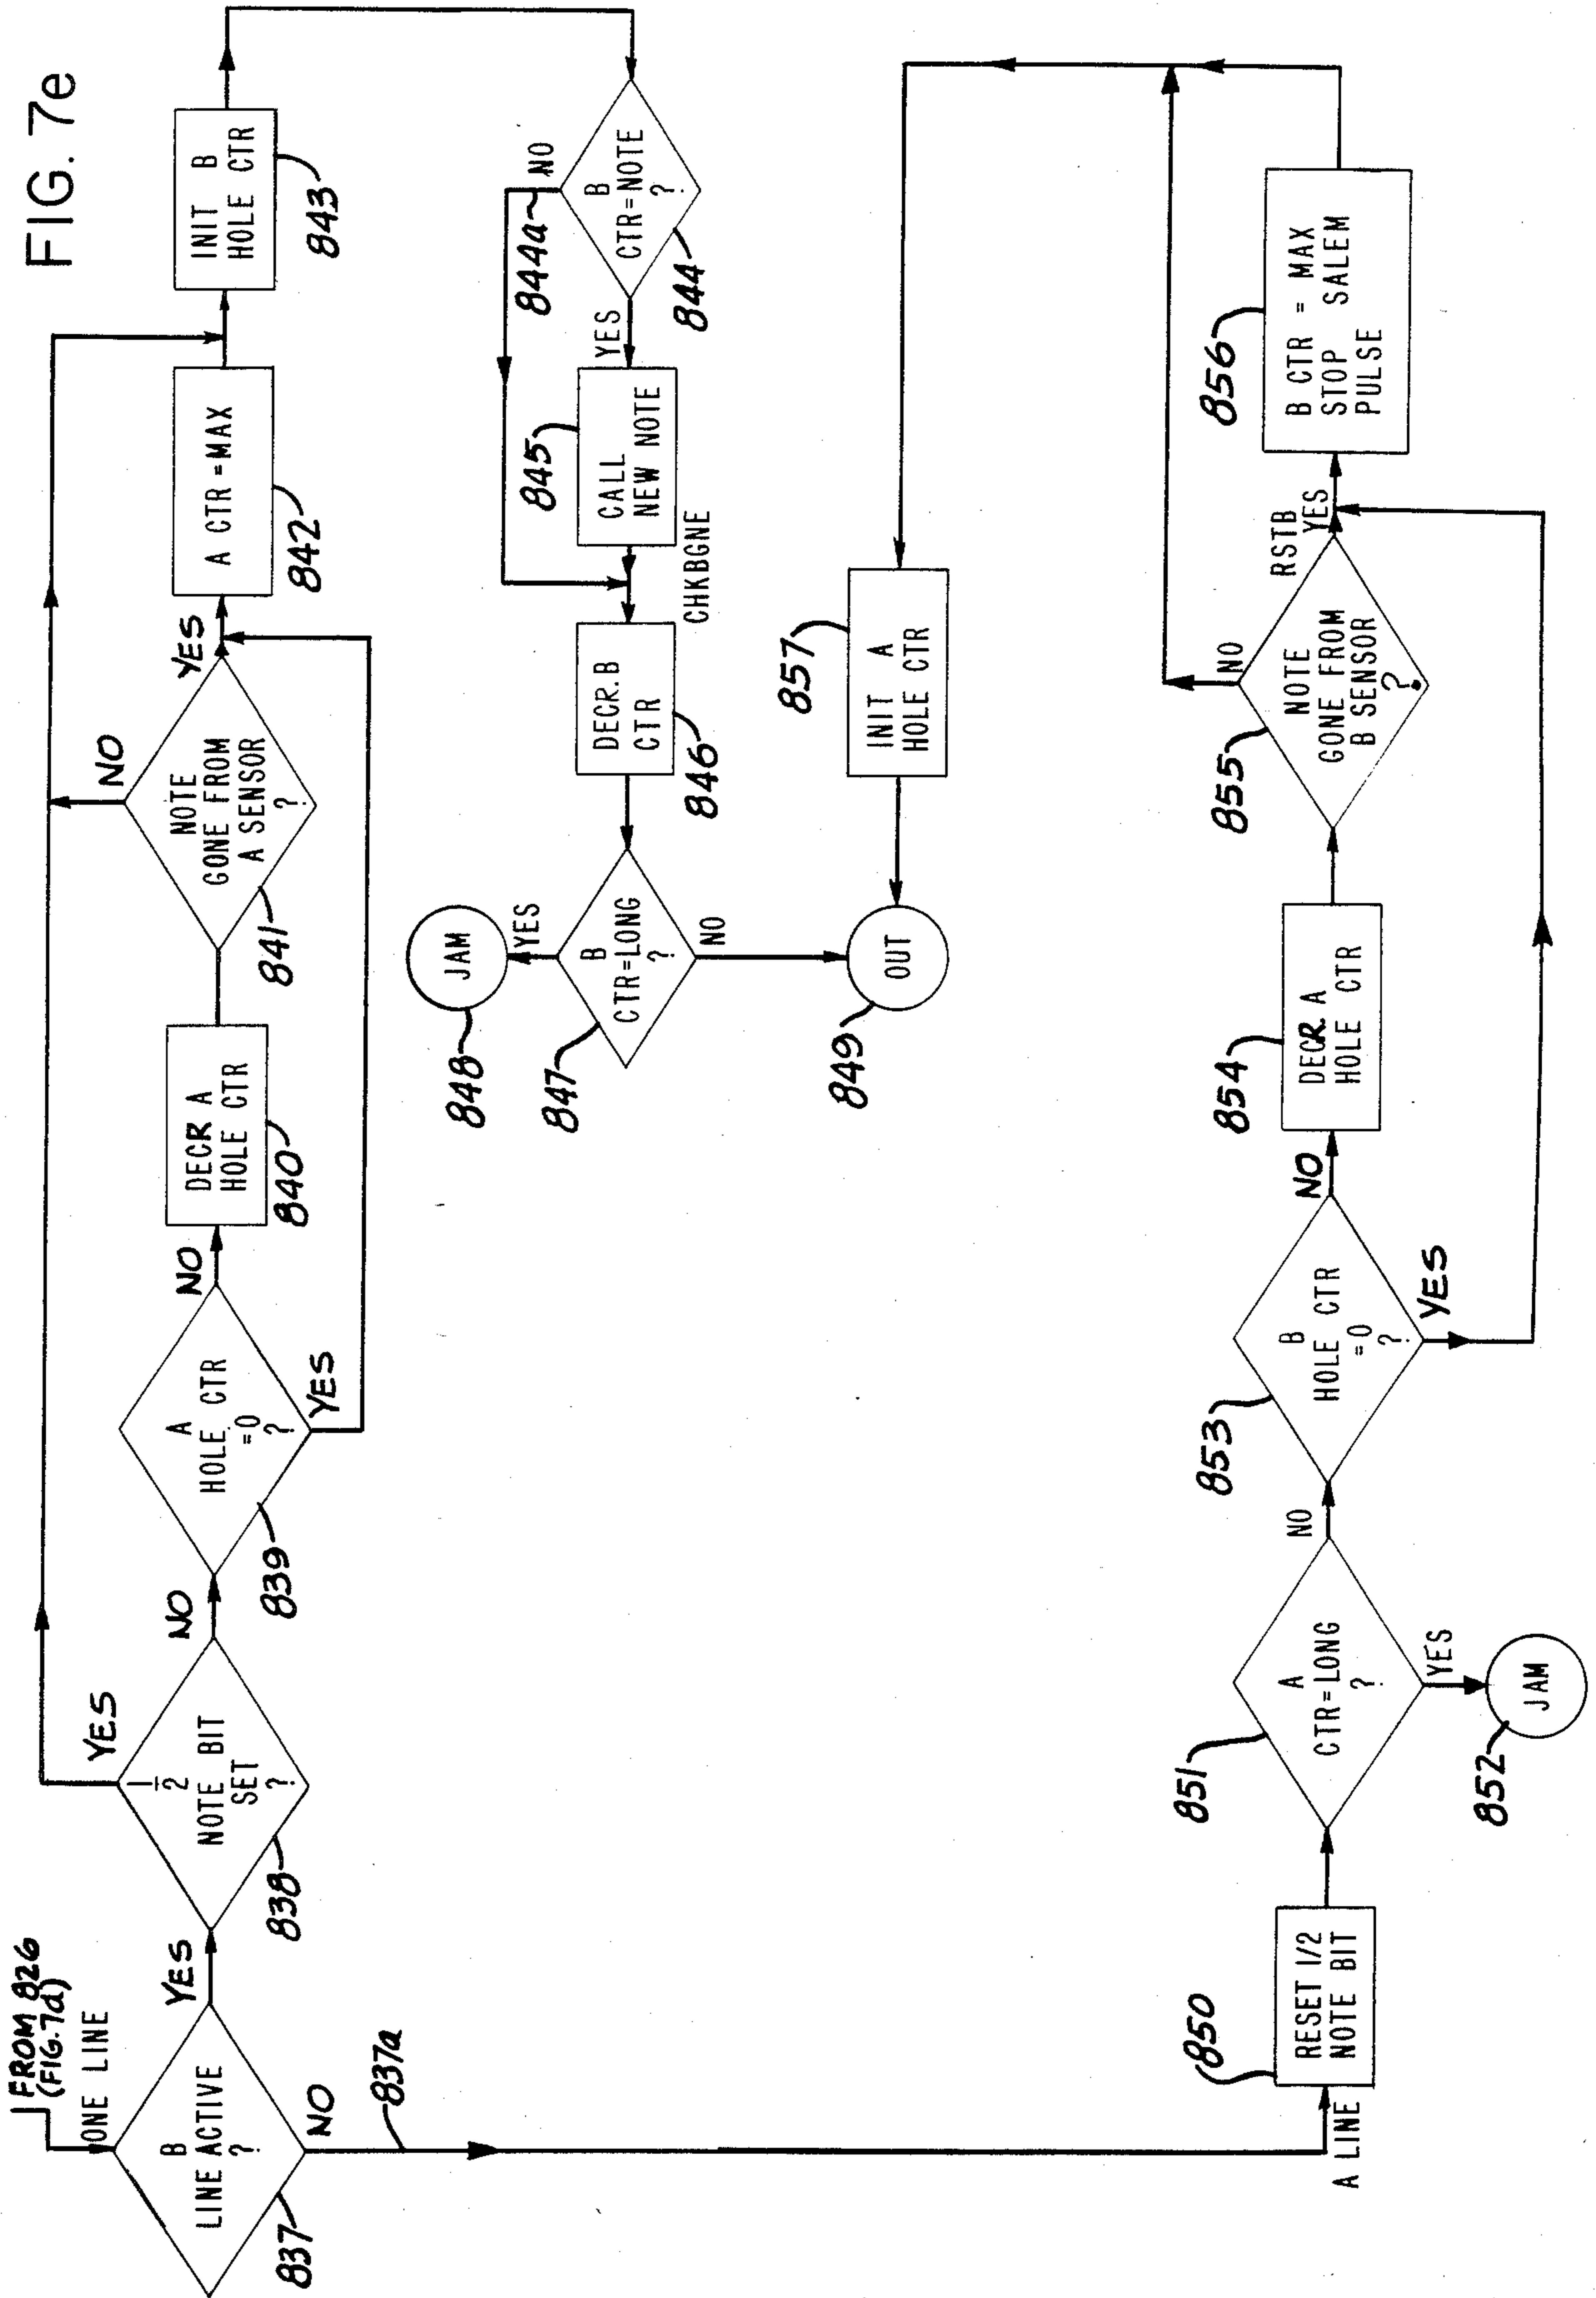 FIG. 7e
FROM 826
(FIG. 7d)
ONE LINE
B
LINE ACTIVE
?
837
YES
NO
837a
1/2
NOTE BIT
SET
?
838
YES
NO
A
HOLE CTR
=0
?
839
NO
YES
DECR A
HOLE CTR
840
NOTE
GONE FROM
A SENSOR
?
841
NO
YES
A CTR =MAX
842
INIT B
HOLE CTR
843
B
CTR=NOTE
?
844
NO
844a
YES
CALL
NEW NOTE
845
CHKBGNE
DECR. B
CTR
846
B
CTR=LONG
?
847
YES
JAM
848
NO
OUT
849
A LINE
RESET 1/2
NOTE BIT
850
A
CTR=LONG
?
851
YES
JAM
852
NO
B
HOLE CTR
=0
?
853
NO
YES
DECR. A
HOLE CTR
854
NOTE
GONE FROM
B SENSOR
?
855
NO
RSTB
YES
B CTR = MAX
STOP SALEM
PULSE
856
INIT A
HOLE CTR
857